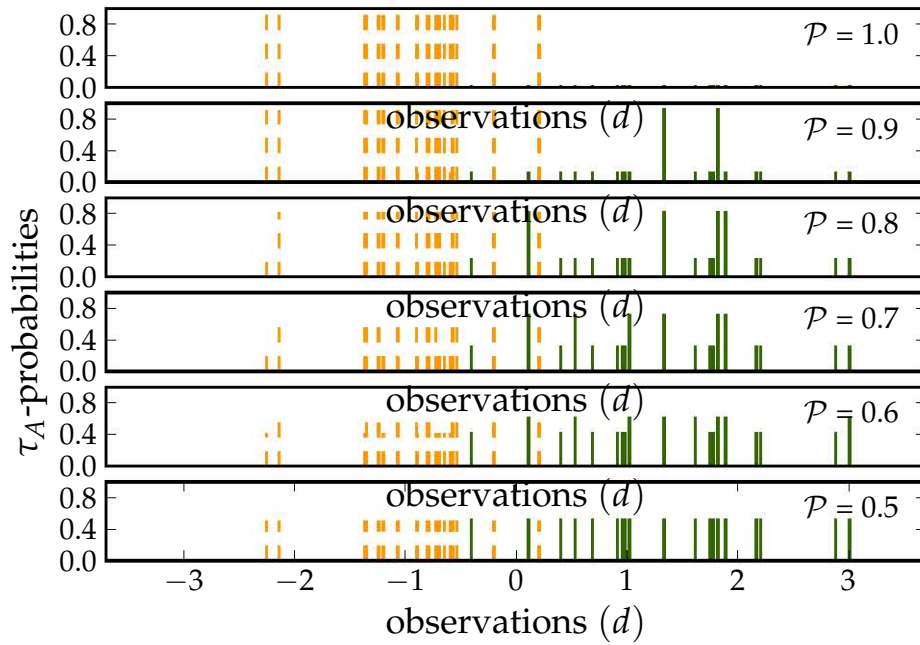 0.8
0.4
0.0
𝒫 = 1.0
observations (d)
0.8
0.4
0.0
𝒫 = 0.9
observations (d)
0.8
0.4
0.0
𝒫 = 0.8
observations (d)
0.8
0.4
0.0
𝒫 = 0.7
observations (d)
0.8
0.4
0.0
𝒫 = 0.6
observations (d)
0.8
0.4
0.0
𝒫 = 0.5
−3 −2 −1 0 1 2 3
observations (d)
τ_A-probabilities